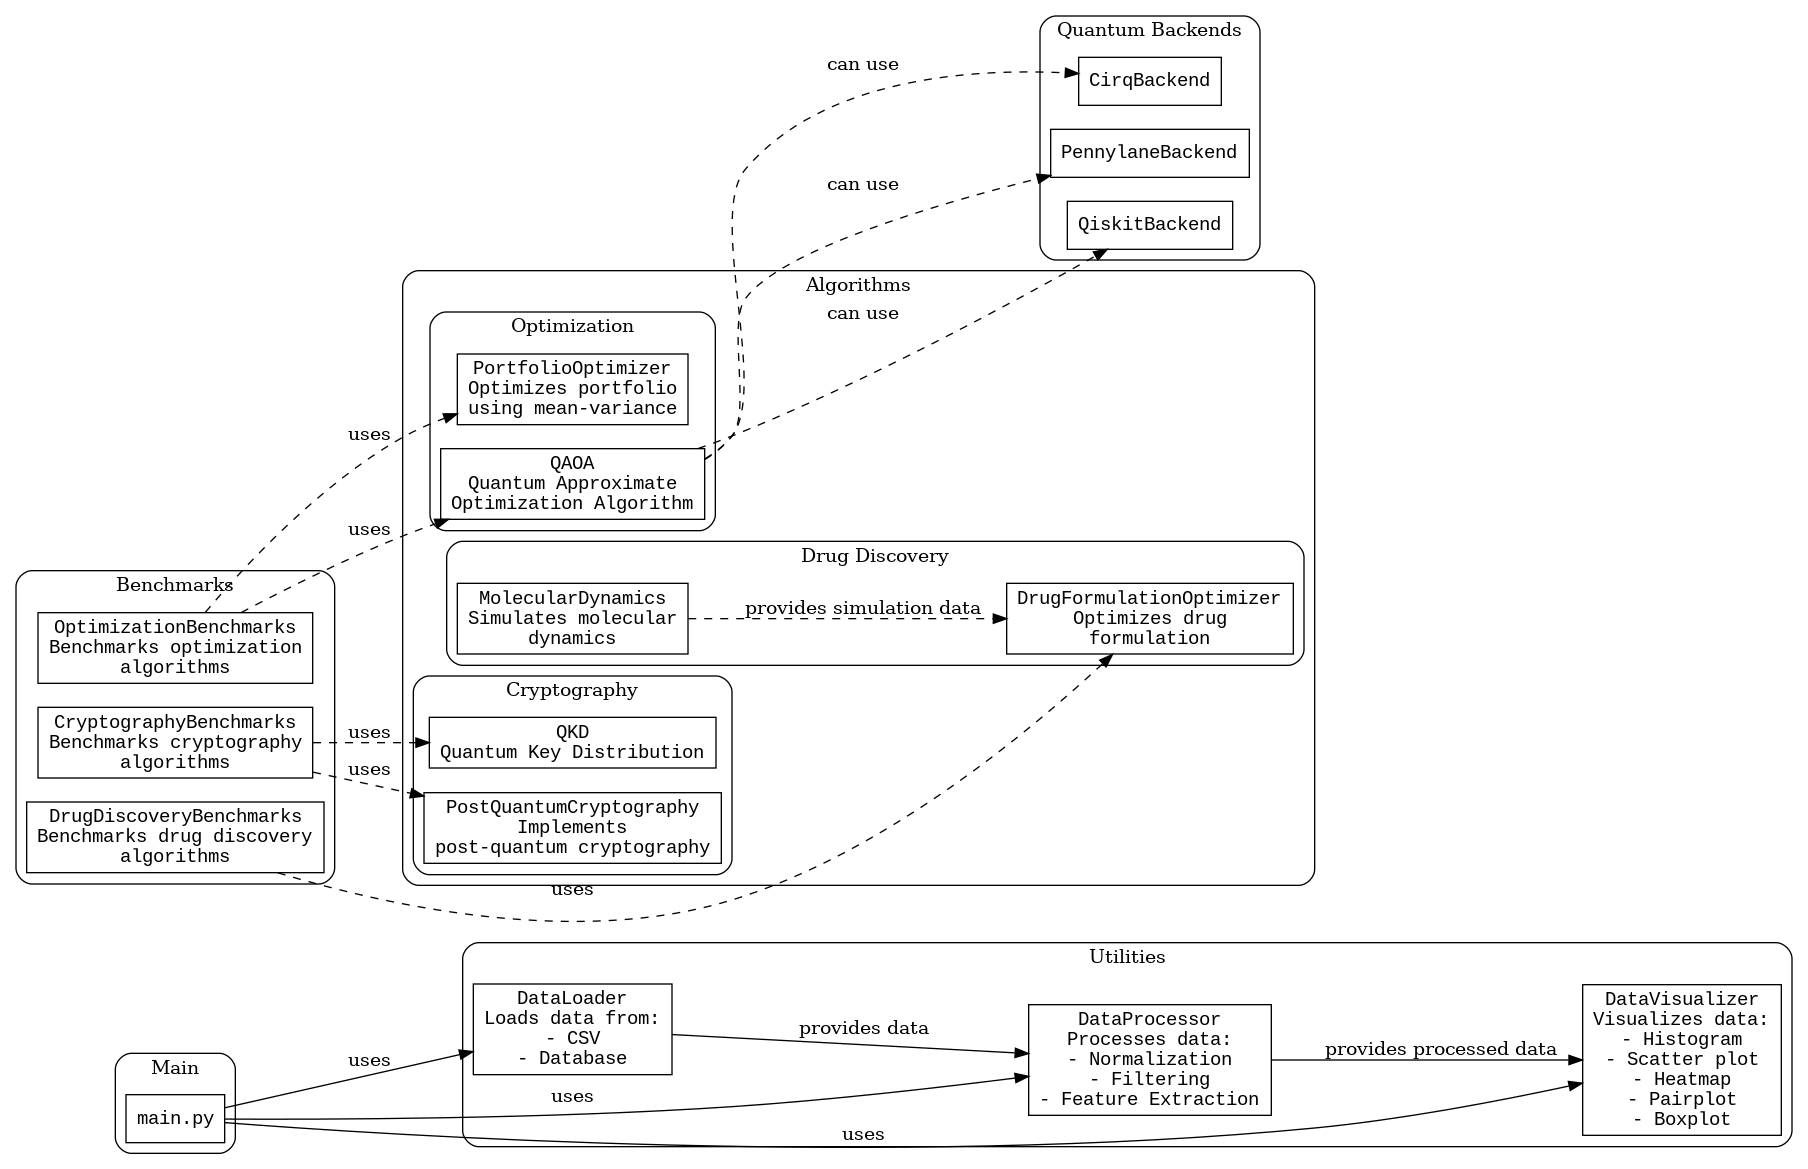 Quantum Backends
can use
CirqBackend
PennylaneBackend
can use
QiskitBackend
Algorithms
can use
Optimization
PortfolioOptimizer
Optimizes portfolio
using mean-variance
uses
QAOA
Quantum Approximate
Optimization Algorithm
uses
Drug Discovery
MolecularDynamics
Simulates molecular
dynamics
provides simulation data
DrugFormulationOptimizer
Optimizes drug
formulation
Benchmarks
OptimizationBenchmarks
Benchmarks optimization
algorithms
Cryptography
CryptographyBenchmarks
Benchmarks cryptography
algorithms
uses
QKD
Quantum Key Distribution
uses
PostQuantumCryptography
Implements
post-quantum cryptography
DrugDiscoveryBenchmarks
Benchmarks drug discovery
algorithms
uses
Utilities
DataLoader
Loads data from:
- CSV
- Database
provides data
DataProcessor
Processes data:
- Normalization
- Filtering
- Feature Extraction
provides processed data
DataVisualizer
Visualizes data:
- Histogram
- Scatter plot
- Heatmap
- Pairplot
- Boxplot
Main
main.py
uses
uses
uses